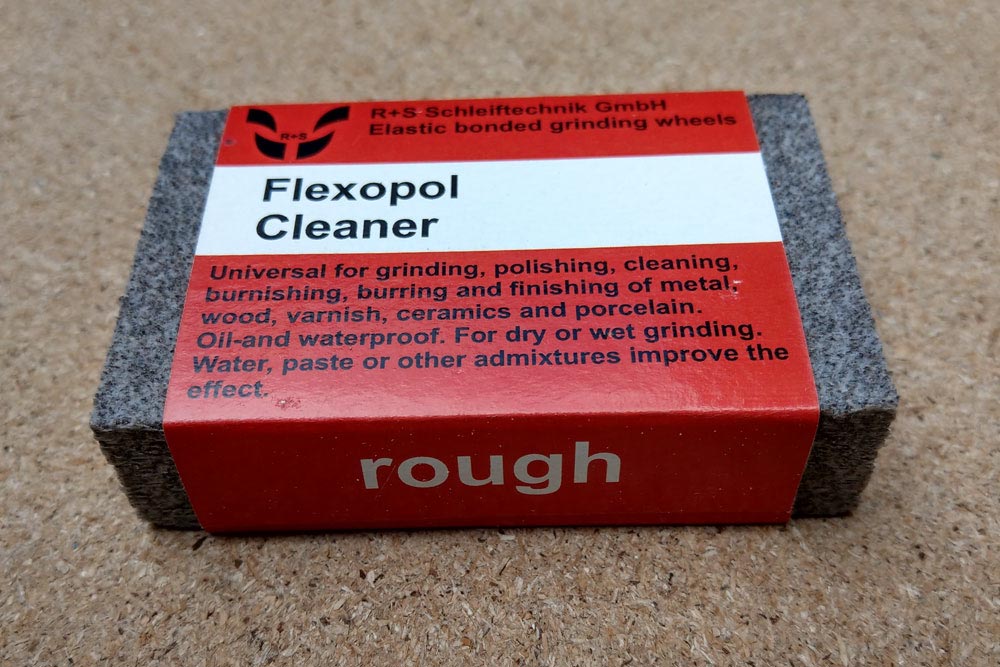 R+S
R+S Schleiftechnik GmbH
Elastic bonded grinding wheels
Flexopol
Cleaner
Universal for grinding, polishing, cleaning,
burnishing, burring and finishing of metal,
wood, varnish, ceramics and porcelain.
Oil-and waterproof. For dry or wet grinding.
Water, paste or other admixtures improve the
effect.
rough